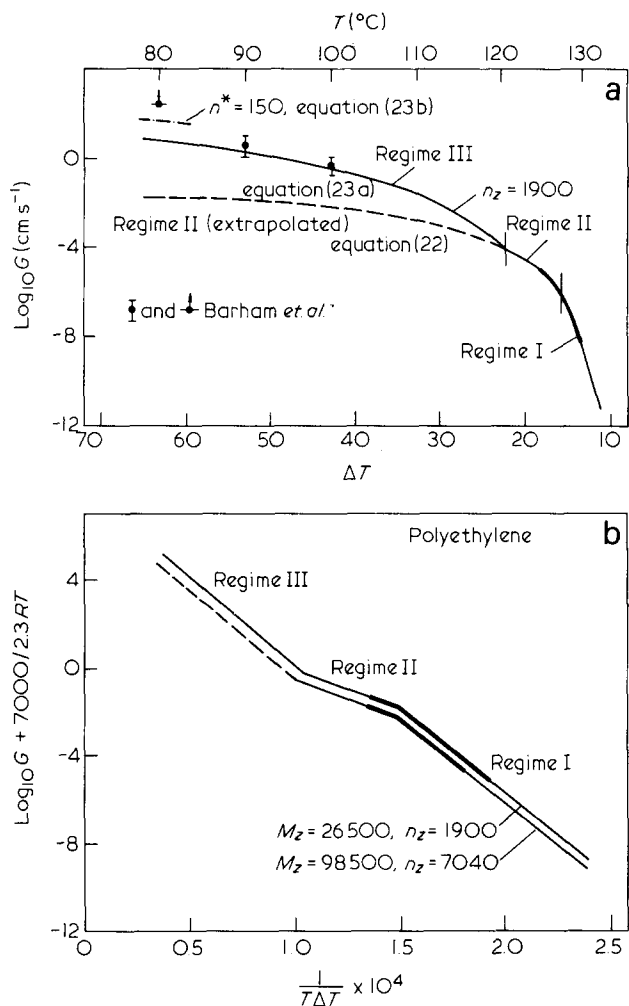 T (°C)
80 90 100 110 120 130
a
n* = 150, equation (23b)
0
Regime III
n_z = 1900
equation (23a)
Regime II
Regime II (extrapolated)
-4
equation (22)
Log₁₀ G (cm s⁻¹)
and Barham et al.
-8
Regime I
-12
70 60 50 40 30 20 10
ΔT
b
Polyethylene
4
Regime III
0
Regime II
Log₁₀ G + 7000/2.3RT
-4
Regime I
M_z = 26500, n_z = 1900
-8
M_z = 98500, n_z = 7040
-12
0 0.5 1.0 1.5 2.0 2.5
1/TΔT × 10⁴